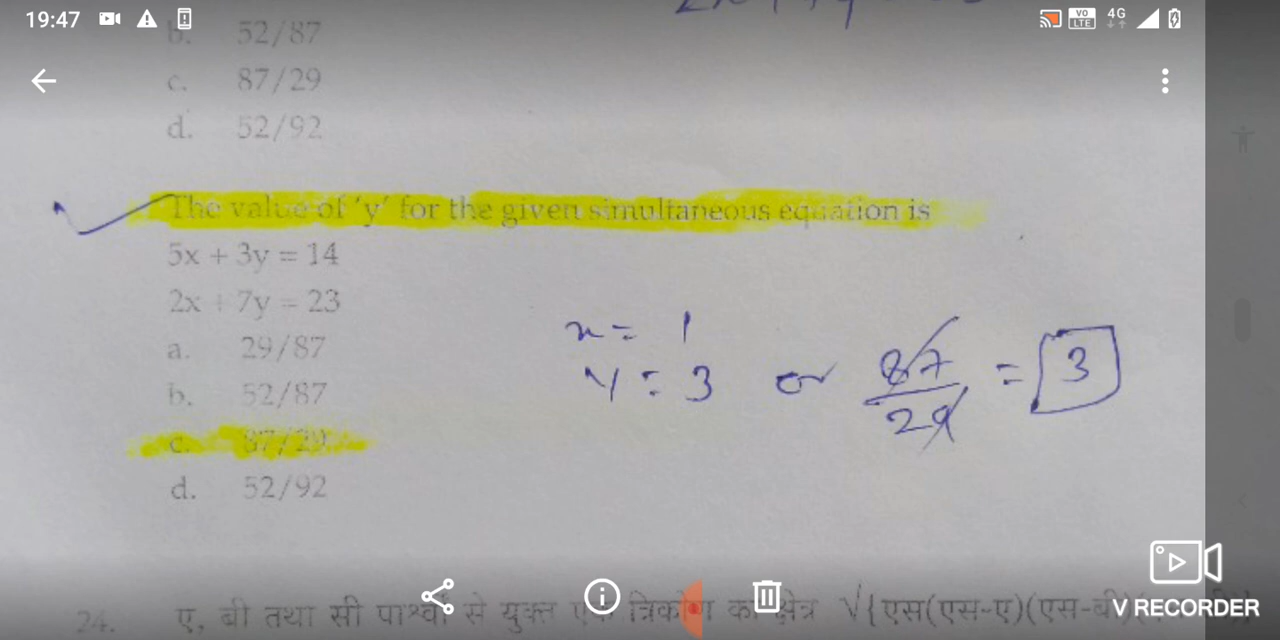 19:47 VO LTE 4G
b. 52/87
c. 87/29
d. 52/92
The value of 'y' for the given simultaneous equation is
5x + 3y = 14
2x + 7y = 23
a. 29/87
b. 52/87
c. 87/29
d. 52/92
x = 1
y = 3 or 87/29 = 3
24. ए, बी तथा सी पार्श्वों से युक्त का क्षेत्र √{एस(एस-ए)(एस-बी)
V RECORDER